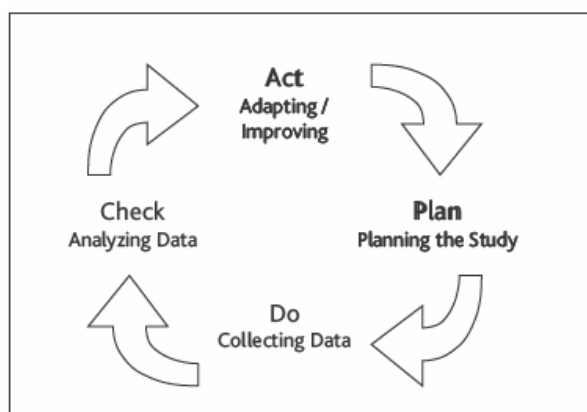 Act
Adapting /
Improving
Plan
Planning the Study
Do
Collecting Data
Check
Analyzing Data